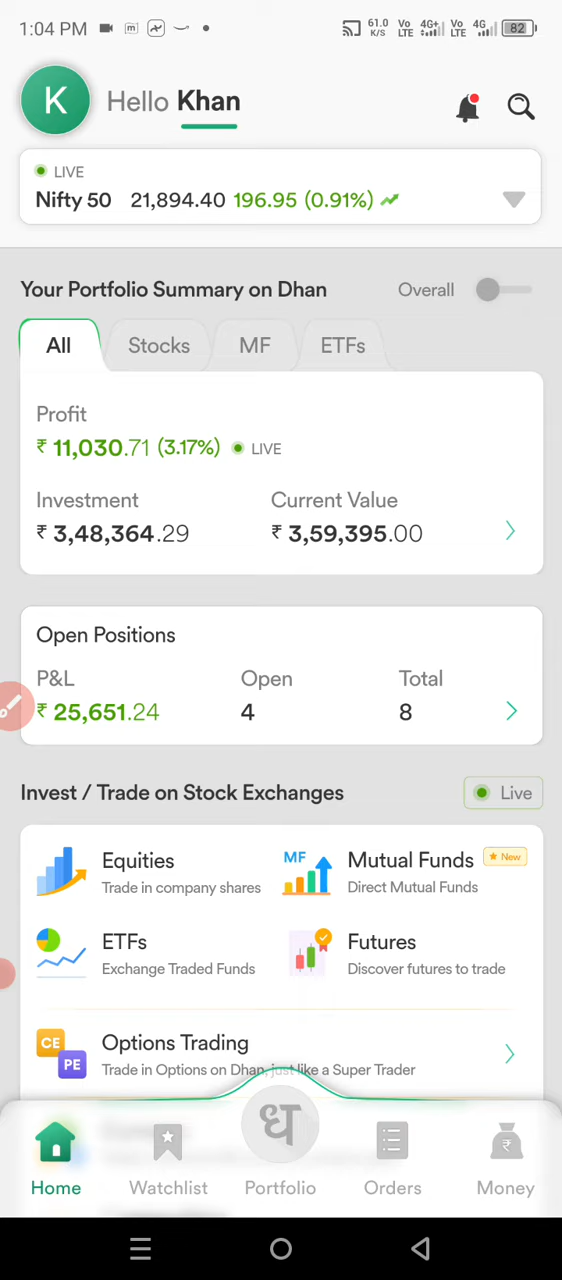 1:04 PM 61.0 K/S Vo LTE 4G+ Vo LTE 4G 82
K Hello Khan
LIVE
Nifty 50 21,894.40 196.95 (0.91%)
Your Portfolio Summary on Dhan Overall
All Stocks MF ETFs
Profit
₹ 11,030.71 (3.17%) LIVE
Investment Current Value
₹ 3,48,364.29 ₹ 3,59,395.00
Open Positions
P&L Open Total
₹ 25,651.24 4 8
Invest / Trade on Stock Exchanges Live
Equities MF Mutual Funds New
Trade in company shares Direct Mutual Funds
ETFs Futures
Exchange Traded Funds Discover futures to trade
CE PE Options Trading
Trade in Options on Dhan, just like a Super Trader
ध
Home Watchlist Portfolio Orders Money